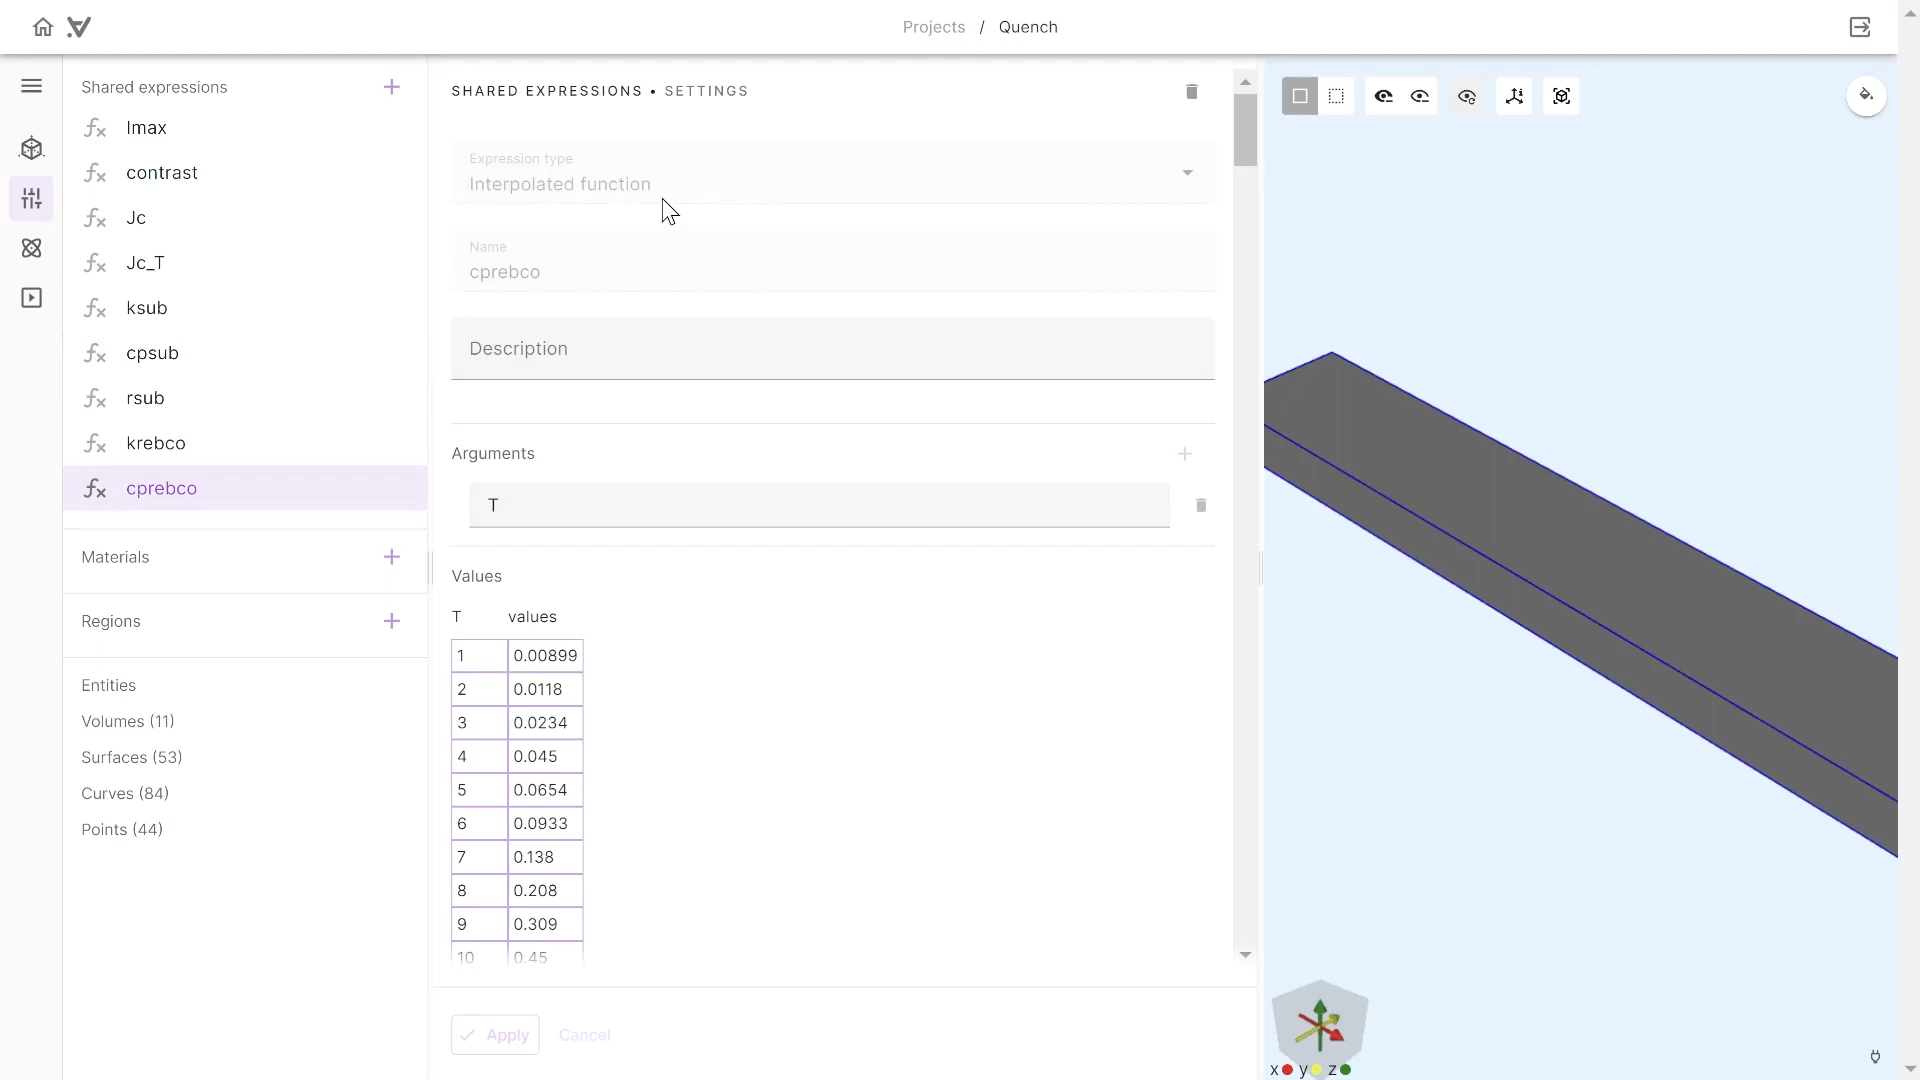 Projects / Quench
Shared expressions
Imax
contrast
Jc
Jc_T
ksub
cpsub
rsub
krebco
cprebco
Materials
Regions
Entities
Volumes (11)
Surfaces (53)
Curves (84)
Points (44)
SHARED EXPRESSIONS • SETTINGS
Expression type
Interpolated function
Name
cprebco
Description
Arguments
T
Values
T values
1 0.00899
2 0.0118
3 0.0234
4 0.045
5 0.0654
6 0.0933
7 0.138
8 0.208
9 0.309
10 0.45
Apply Cancel
x y z